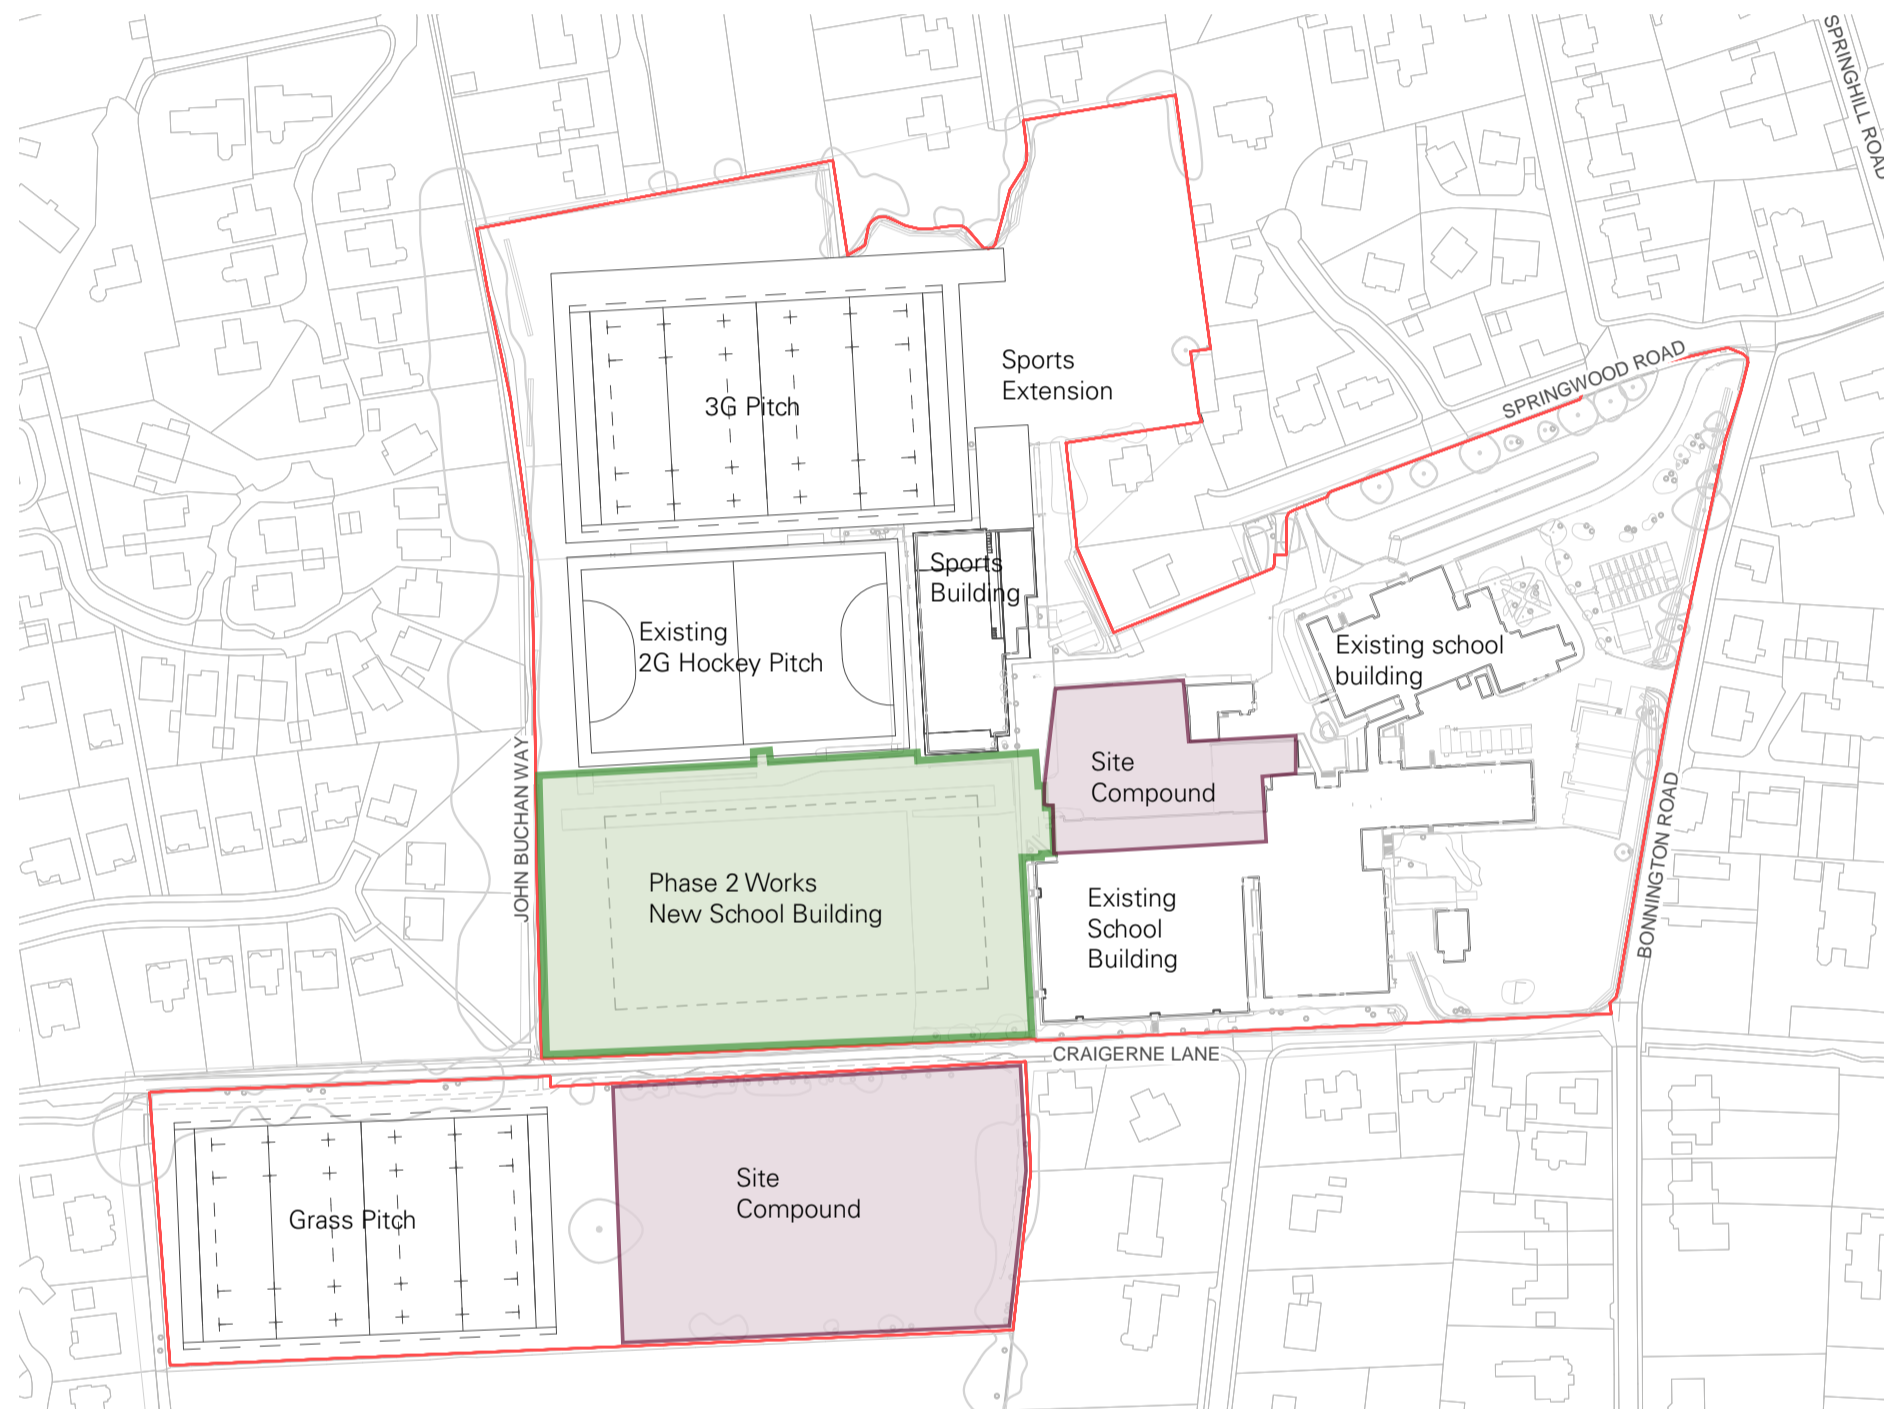 SPRINGHILL ROAD
Sports
Extension
SPRINGWOOD ROAD
3G Pitch
Sports
Building
Existing
2G Hockey Pitch
Existing school
building
Site
Compound
JOHN BUCHAN WAY
BONNINGTON ROAD
Phase 2 Works
New School Building
Existing
School
Building
CRAIGERNE LANE
Site
Compound
Grass Pitch